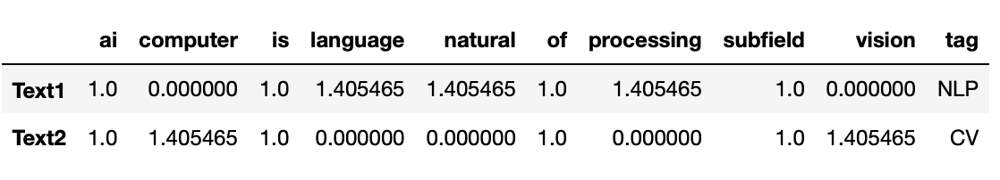 ai computer is language natural of processing subfield vision tag
Text1 1.0 0.000000 1.0 1.405465 1.405465 1.0 1.405465 1.0 0.000000 NLP
Text2 1.0 1.405465 1.0 0.000000 0.000000 1.0 0.000000 1.0 1.405465 CV